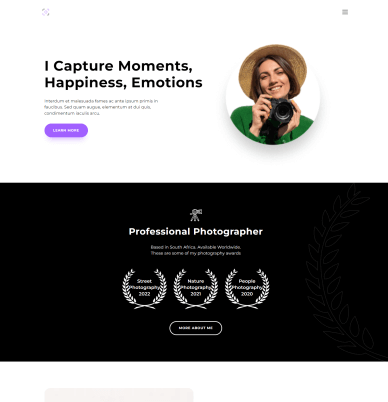 I Capture Moments,
Happiness, Emotions
Interdum et malesuada fames ac ante ipsum primis in
faucibus. Sed quam augue, elementum et dui quis,
condimentum iaculis arcu.
LEARN MORE
Professional Photographer
Based in South Africa. Available Worldwide.
These are some of my photography awards
Street
Photography
2022
Nature
Photography
2021
People
Photography
2020
MORE ABOUT ME